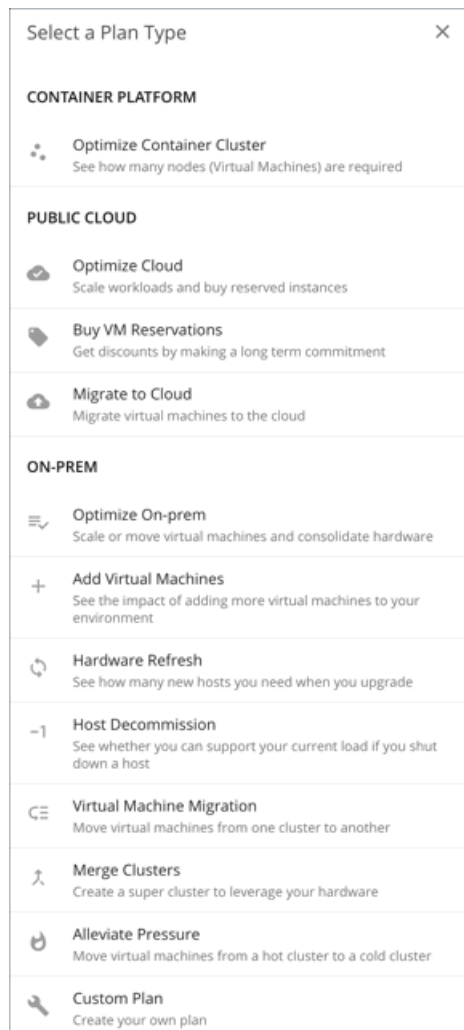 Select a Plan Type
CONTAINER PLATFORM
Optimize Container Cluster
See how many nodes (Virtual Machines) are required
PUBLIC CLOUD
Optimize Cloud
Scale workloads and buy reserved instances
Buy VM Reservations
Get discounts by making a long term commitment
Migrate to Cloud
Migrate virtual machines to the cloud
ON-PREM
Optimize On-prem
Scale or move virtual machines and consolidate hardware
Add Virtual Machines
See the impact of adding more virtual machines to your
environment
Hardware Refresh
See how many new hosts you need when you upgrade
−1 Host Decommission
See whether you can support your current load if you shut
down a host
Virtual Machine Migration
Move virtual machines from one cluster to another
Merge Clusters
Create a super cluster to leverage your hardware
Alleviate Pressure
Move virtual machines from a hot cluster to a cold cluster
Custom Plan
Create your own plan